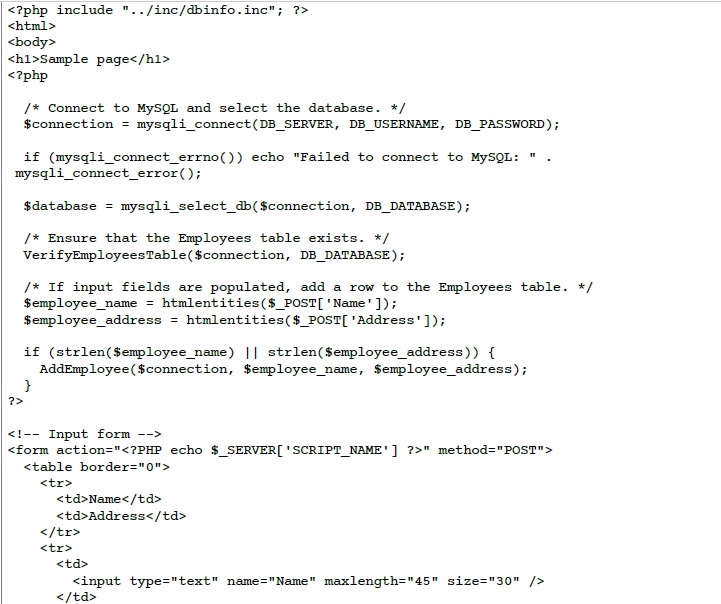 <?php include "../inc/dbinfo.inc"; ?>
<html>
<body>
<h1>Sample page</h1>
<?php

  /* Connect to MySQL and select the database. */
  $connection = mysqli_connect(DB_SERVER, DB_USERNAME, DB_PASSWORD);

  if (mysqli_connect_errno()) echo "Failed to connect to MySQL: " .
 mysqli_connect_error();

  $database = mysqli_select_db($connection, DB_DATABASE);

  /* Ensure that the Employees table exists. */
  VerifyEmployeesTable($connection, DB_DATABASE);

  /* If input fields are populated, add a row to the Employees table. */
  $employee_name = htmlentities($_POST['Name']);
  $employee_address = htmlentities($_POST['Address']);

  if (strlen($employee_name) || strlen($employee_address)) {
    AddEmployee($connection, $employee_name, $employee_address);
  }
?>

<!-- Input form -->
<form action="<?PHP echo $_SERVER['SCRIPT_NAME'] ?>" method="POST">
  <table border="0">
    <tr>
      <td>Name</td>
      <td>Address</td>
    </tr>
    <tr>
      <td>
        <input type="text" name="Name" maxlength="45" size="30" />
      </td>